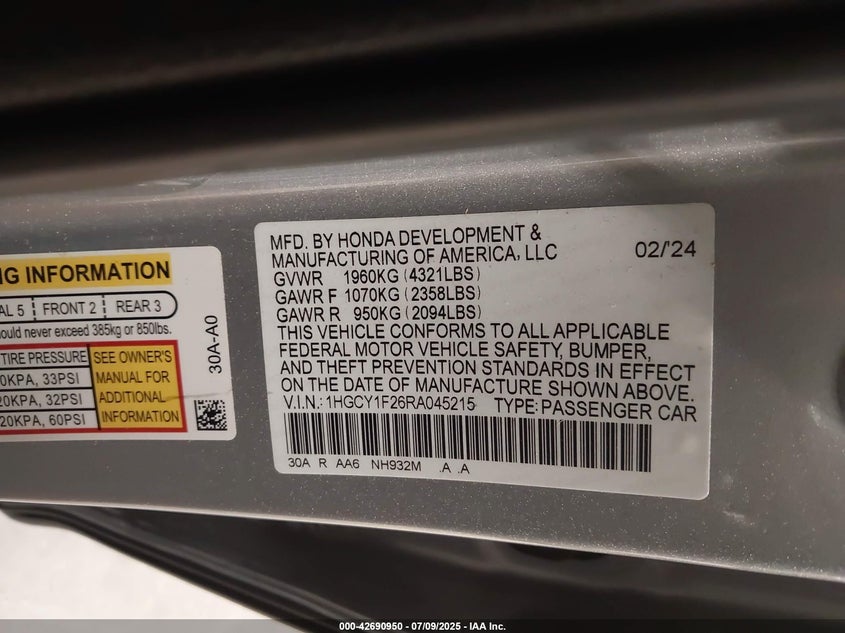 NG INFORMATION
AL 5 FRONT 2 REAR 3
should never exceed 385kg or 850lbs.
TIRE PRESSURE SEE OWNER'S
0KPA, 33PSI MANUAL FOR
20KPA, 32PSI ADDITIONAL
20KPA, 60PSI INFORMATION
30A-A0
MFD. BY HONDA DEVELOPMENT &
MANUFACTURING OF AMERICA, LLC 02/'24
GVWR 1960KG (4321LBS)
GAWR F 1070KG (2358LBS)
GAWR R 950KG (2094LBS)
THIS VEHICLE CONFORMS TO ALL APPLICABLE
FEDERAL MOTOR VEHICLE SAFETY, BUMPER,
AND THEFT PREVENTION STANDARDS IN EFFECT
ON THE DATE OF MANUFACTURE SHOWN ABOVE.
V.I.N.: 1HGCY1F26RA045215 TYPE: PASSENGER CAR
30A R AA6 NH932M .A .A
000-42690950 - 07/09/2025 - IAA Inc.